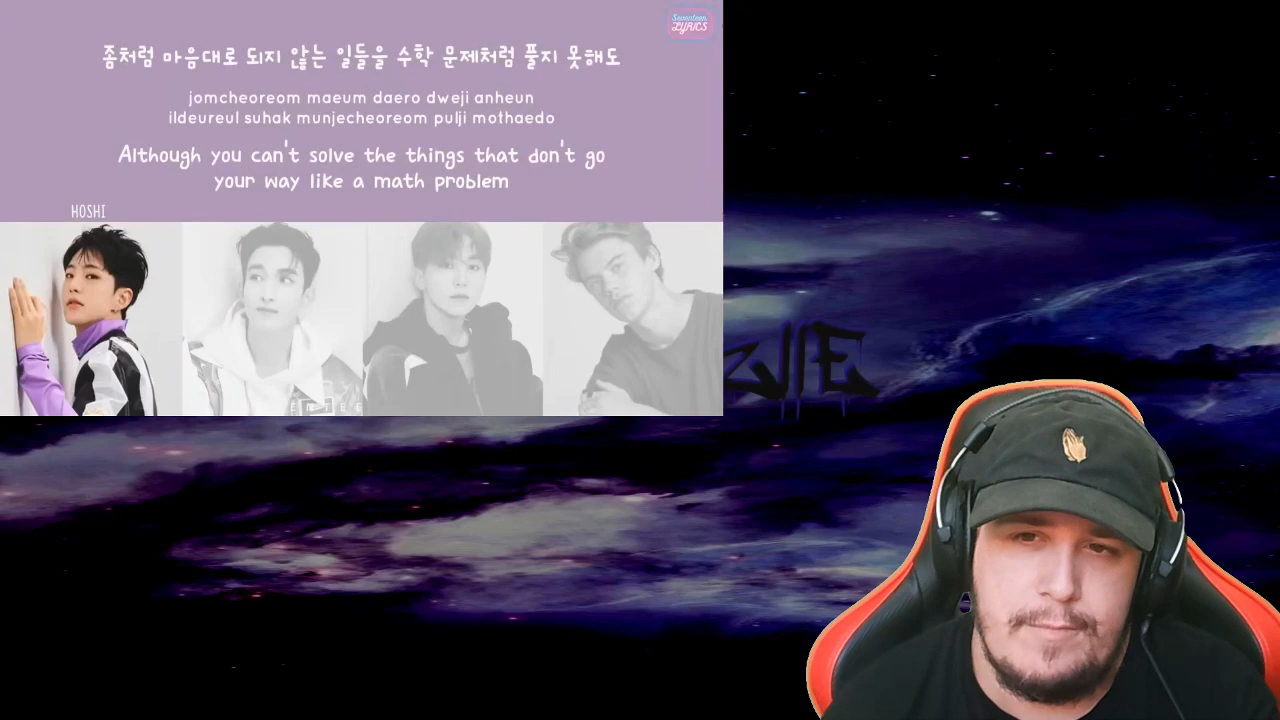 Seventeen
LYRICS
좀처럼 마음대로 되지 않는 일들을 수학 문제처럼 풀지 못해도
jomcheoreom maeum daero dweji anheun
ildeureul suhak munjecheoreom pulji mothaedo
Although you can't solve the things that don't go
your way like a math problem
HOSHI